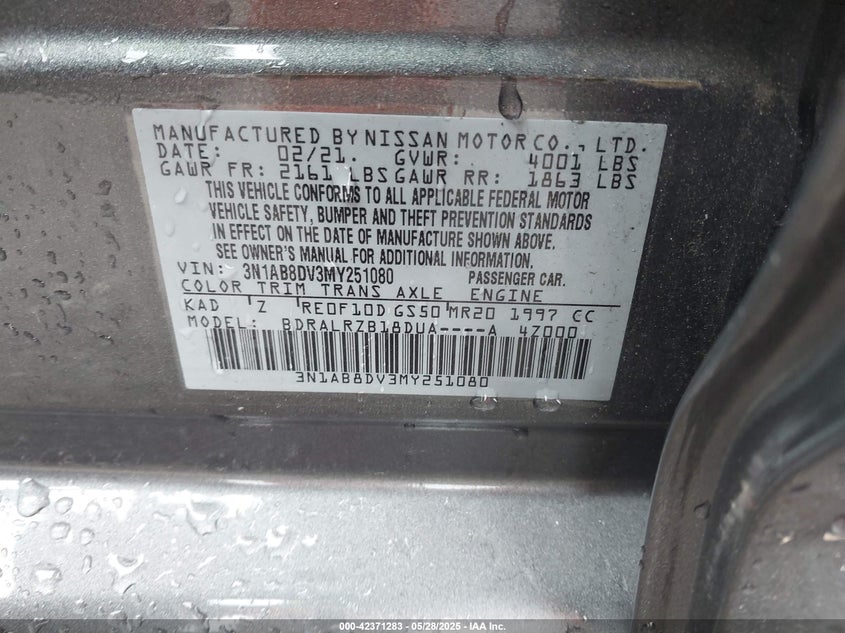 MANUFACTURED BY NISSAN MOTOR CO., LTD.
DATE: 02/21. GVWR: 4001 LBS
GAWR FR: 2161 LBS GAWR RR: 1863 LBS
THIS VEHICLE CONFORMS TO ALL APPLICABLE FEDERAL MOTOR
VEHICLE SAFETY, BUMPER AND THEFT PREVENTION STANDARDS
IN EFFECT ON THE DATE OF MANUFACTURE SHOWN ABOVE.
SEE OWNER'S MANUAL FOR ADDITIONAL INFORMATION.
VIN: 3N1AB8DV3MY251080 PASSENGER CAR.
COLOR TRIM TRANS AXLE ENGINE
KAD Z RE0F10D GS50 MR20 1997 CC
MODEL: BDRALRZB18DUA----A 4Z000
3N1AB8DV3MY251080
000-42371283 | 05/28/2025 - IAA Inc.